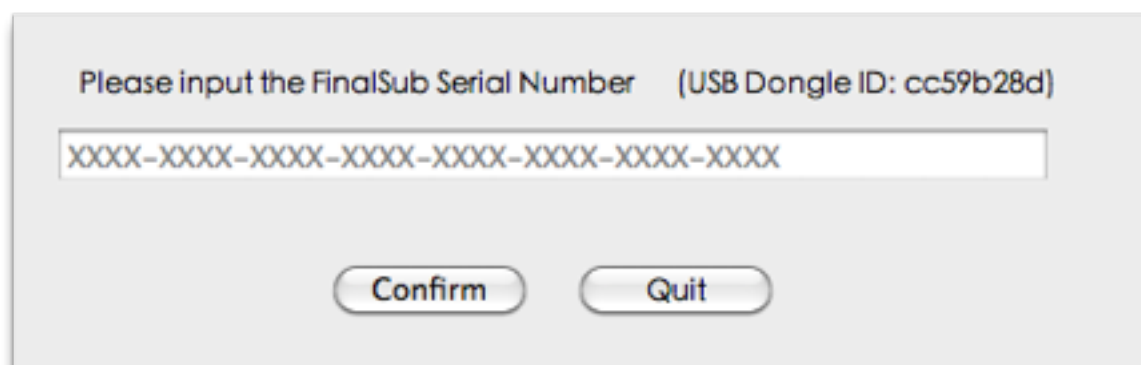 Please input the FinalSub Serial Number (USB Dongle ID: cc59b28d)
XXXX-XXXX-XXXX-XXXX-XXXX-XXXX-XXXX-XXXX
Confirm Quit